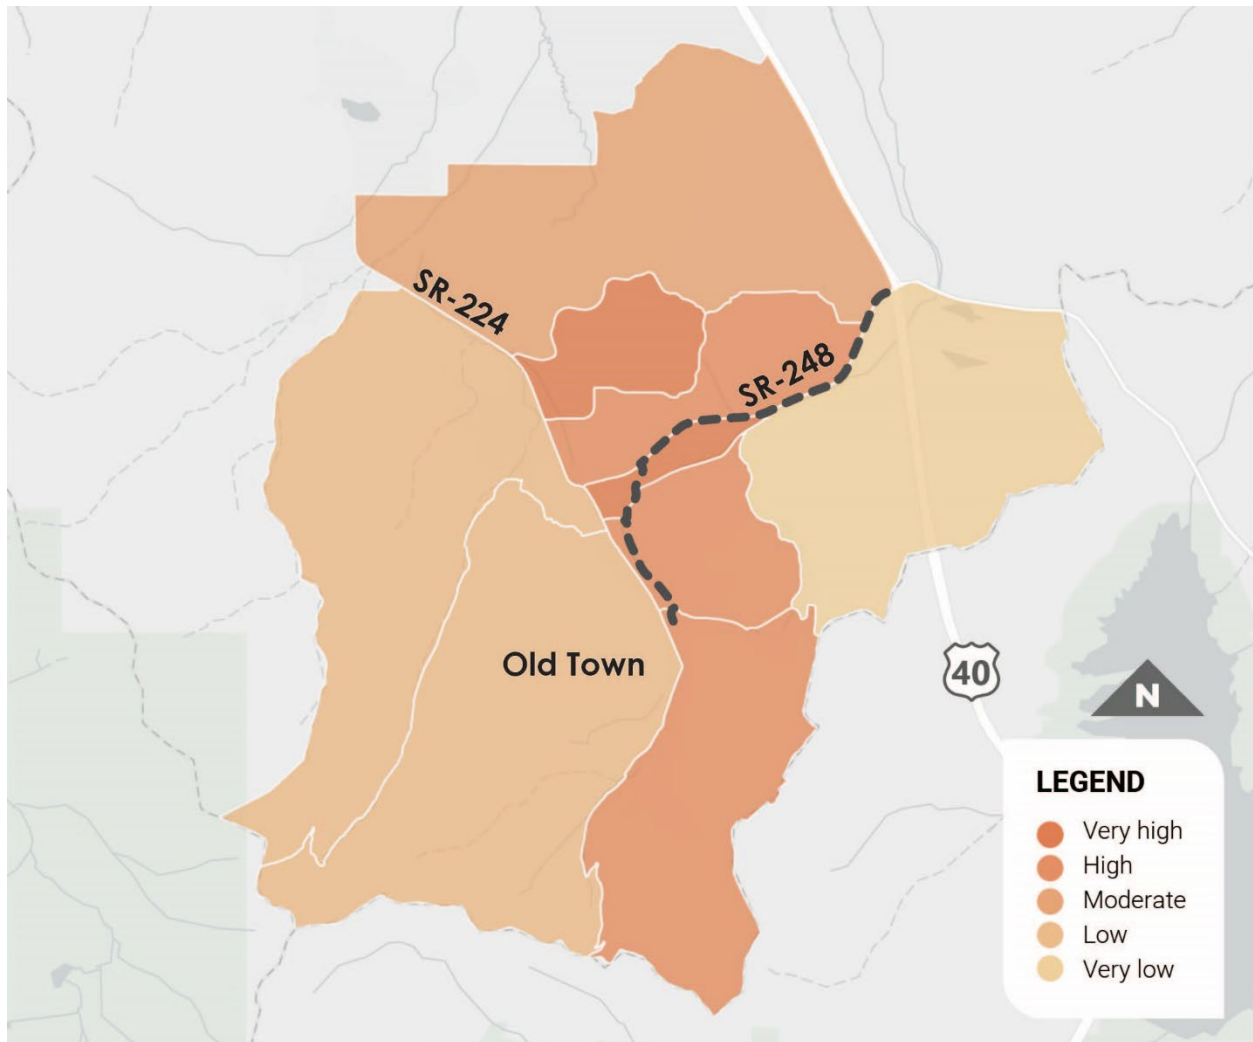 SR-224
SR-248
Old Town
40
N
LEGEND
Very high
High
Moderate
Low
Very low